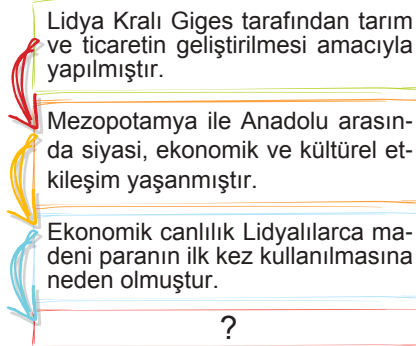 Lidya Kralı Giges tarafından tarım
ve ticaretin geliştirilmesi amacıyla
yapılmıştır.
Mezopotamya ile Anadolu arasın-
da siyasi, ekonomik ve kültürel et-
kileşim yaşanmıştır.
Ekonomik canlılık Lidyalılarca ma-
deni paranın ilk kez kullanılmasına
neden olmuştur.
?